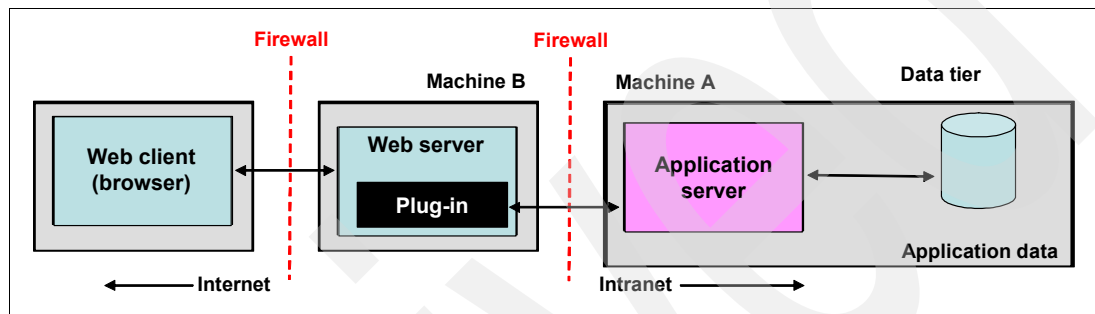 Firewall
Firewall
Machine B
Machine A
Data tier
Web client
(browser)
Web server
Plug-in
Application
server
Application data
Internet
Intranet